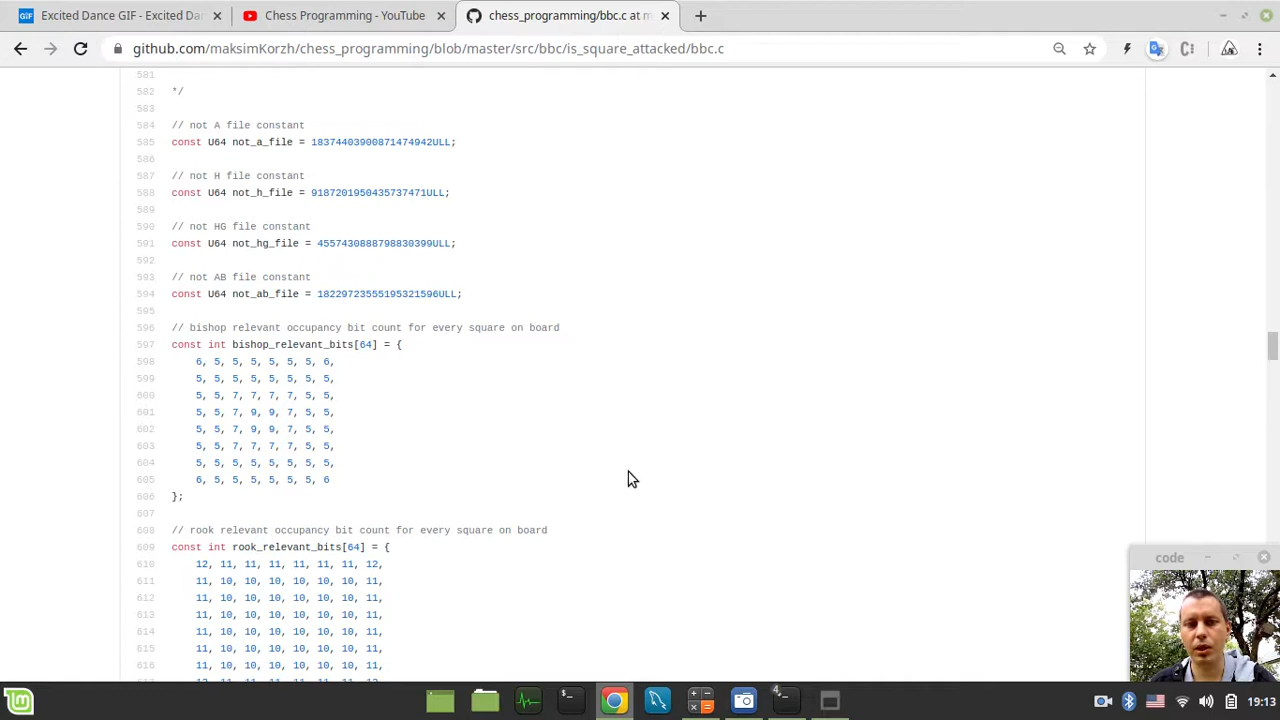 Excited Dance GIF - Excited Dan
Chess Programming - YouTube
chess_programming/bbc.c at m
github.com/maksimKorzh/chess_programming/blob/master/src/bbc/is_square_attacked/bbc.c
581
582 */
583
584 // not A file constant
585 const U64 not_a_file = 18374403900871474942ULL;
586
587 // not H file constant
588 const U64 not_h_file = 9187201950435737471ULL;
589
590 // not HG file constant
591 const U64 not_hg_file = 4557430888798830399ULL;
592
593 // not AB file constant
594 const U64 not_ab_file = 18229723555195321596ULL;
595
596 // bishop relevant occupancy bit count for every square on board
597 const int bishop_relevant_bits[64] = {
598 6, 5, 5, 5, 5, 5, 5, 6,
599 5, 5, 5, 5, 5, 5, 5, 5,
600 5, 5, 7, 7, 7, 7, 5, 5,
601 5, 5, 7, 9, 9, 7, 5, 5,
602 5, 5, 7, 9, 9, 7, 5, 5,
603 5, 5, 7, 7, 7, 7, 5, 5,
604 5, 5, 5, 5, 5, 5, 5, 5,
605 6, 5, 5, 5, 5, 5, 5, 6
606 };
607
608 // rook relevant occupancy bit count for every square on board
609 const int rook_relevant_bits[64] = {
610 12, 11, 11, 11, 11, 11, 11, 12,
611 11, 10, 10, 10, 10, 10, 10, 11,
612 11, 10, 10, 10, 10, 10, 10, 11,
613 11, 10, 10, 10, 10, 10, 10, 11,
614 11, 10, 10, 10, 10, 10, 10, 11,
615 11, 10, 10, 10, 10, 10, 10, 11,
616 11, 10, 10, 10, 10, 10, 10, 11,
code
19:13